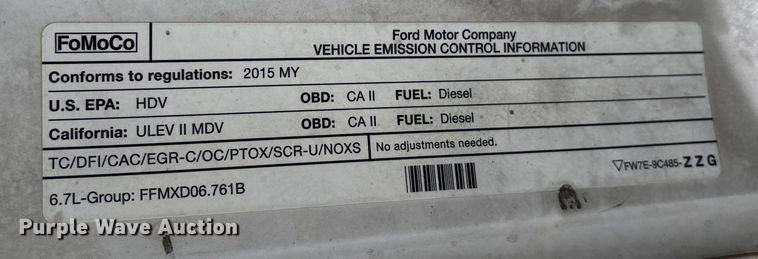 FoMoCo
Ford Motor Company
VEHICLE EMISSION CONTROL INFORMATION
Conforms to regulations: 2015 MY
U.S. EPA: HDV OBD: CA II FUEL: Diesel
California: ULEV II MDV OBD: CA II FUEL: Diesel
TC/DFI/CAC/EGR-C/OC/PTOX/SCR-U/NOXS No adjustments needed.
6.7L-Group: FFMXD06.761B
▽FW7E-9C485-ZZG
Purple Wave Auction